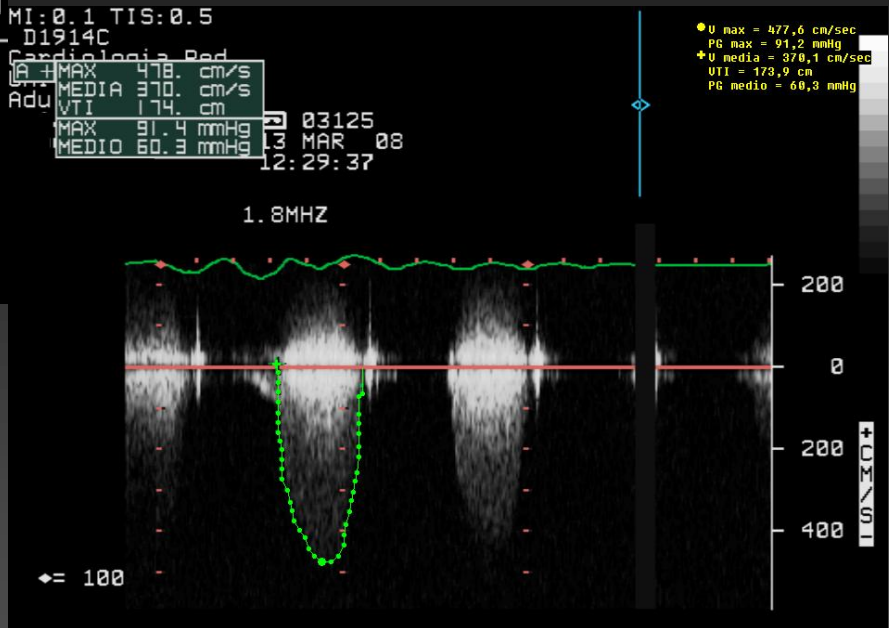 MI:0.1 TIS:0.5
D1914C
Cardiologia Ped
A +
MAX 478. cm/s
MEDIA 370. cm/s
VTI 174. cm
MAX 91.4 mmHg
MEDIO 60.3 mmHg
Adu
03125
13 MAR 08
12:29:37
1.8MHZ
V max = 477,6 cm/sec
PG max = 91,2 mmHg
V media = 370,1 cm/sec
VTI = 173,9 cm
PG medio = 60,3 mmHg
200
0
200
400
+CM/S-
= 100